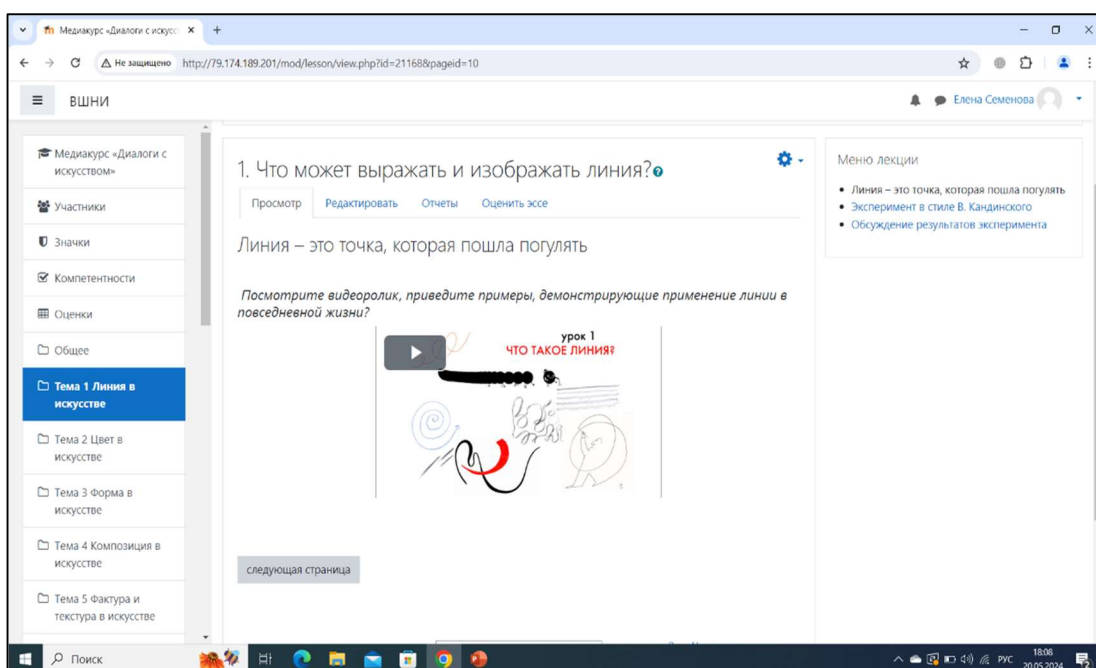 Медиакурс «Диалоги с искусс
Не защищено
http://79.174.189.201/mod/lesson/view.php?id=21168&pageid=10
ВШНИ
Елена Семенова
Медиакурс «Диалоги с
искусством»
Участники
Значки
Компетентности
Оценки
Общее
Тема 1 Линия в
искусстве
Тема 2 Цвет в
искусстве
Тема 3 Форма в
искусстве
Тема 4 Композиция в
искусстве
Тема 5 Фактура и
текстура в искусстве
1. Что может выражать и изображать линия?
Просмотр Редактировать Отчеты Оценить эссе
Линия – это точка, которая пошла погулять
Посмотрите видеоролик, приведите примеры, демонстрирующие применение линии в
повседневной жизни?
урок 1
ЧТО ТАКОЕ ЛИНИЯ?
следующая страница
Меню лекции
Линия – это точка, которая пошла погулять
Эксперимент в стиле В. Кандинского
Обсуждение результатов эксперимента
Поиск
РУС
18:08
20.05.2024